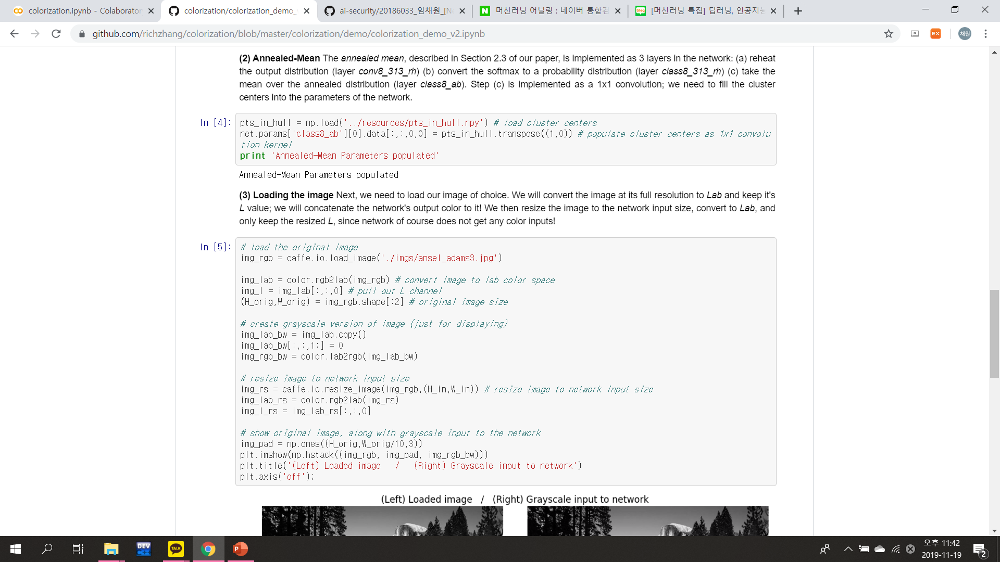 colorization.ipynb - Colaborator
colorization/colorization_demo_
ai-security/20186033_임채원_[N
머신러닝 어닐링 : 네이버 통합검
[머신러닝 특집] 딥러닝, 인공지능
github.com/richzhang/colorization/blob/master/colorization/demo/colorization_demo_v2.ipynb
EX
채원
(2) Annealed-Mean The annealed mean, described in Section 2.3 of our paper, is implemented as 3 layers in the network: (a) reheat
the output distribution (layer conv8_313_rh) (b) convert the softmax to a probability distribution (layer class8_313_rh) (c) take the
mean over the annealed distribution (layer class8_ab). Step (c) is implemented as a 1x1 convolution; we need to fill the cluster
centers into the parameters of the network.
In [4]:
pts_in_hull = np.load('../resources/pts_in_hull.npy') # load cluster centers
net.params['class8_ab'][0].data[:,:,0,0] = pts_in_hull.transpose((1,0)) # populate cluster centers as 1x1 convolu
tion kernel
print 'Annealed-Mean Parameters populated'
Annealed-Mean Parameters populated
(3) Loading the image Next, we need to load our image of choice. We will convert the image at its full resolution to Lab and keep it's
L value; we will concatenate the network's output color to it! We then resize the image to the network input size, convert to Lab, and
only keep the resized L, since network of course does not get any color inputs!
In [5]:
# load the original image
img_rgb = caffe.io.load_image('./imgs/ansel_adams3.jpg')
img_lab = color.rgb2lab(img_rgb) # convert image to lab color space
img_l = img_lab[:,:,0] # pull out L channel
(H_orig,W_orig) = img_rgb.shape[:2] # original image size
# create grayscale version of image (just for displaying)
img_lab_bw = img_lab.copy()
img_lab_bw[:,:,1:] = 0
img_rgb_bw = color.lab2rgb(img_lab_bw)
# resize image to network input size
img_rs = caffe.io.resize_image(img_rgb,(H_in,W_in)) # resize image to network input size
img_lab_rs = color.rgb2lab(img_rs)
img_l_rs = img_lab_rs[:,:,0]
# show original image, along with grayscale input to the network
img_pad = np.ones((H_orig,W_orig/10,3))
plt.imshow(np.hstack((img_rgb, img_pad, img_rgb_bw)))
plt.title('(Left) Loaded image   /   (Right) Grayscale input to network')
plt.axis('off');
(Left) Loaded image   /   (Right) Grayscale input to network
DEV
C++
TALK
P
오후 11:42
2019-11-19
2